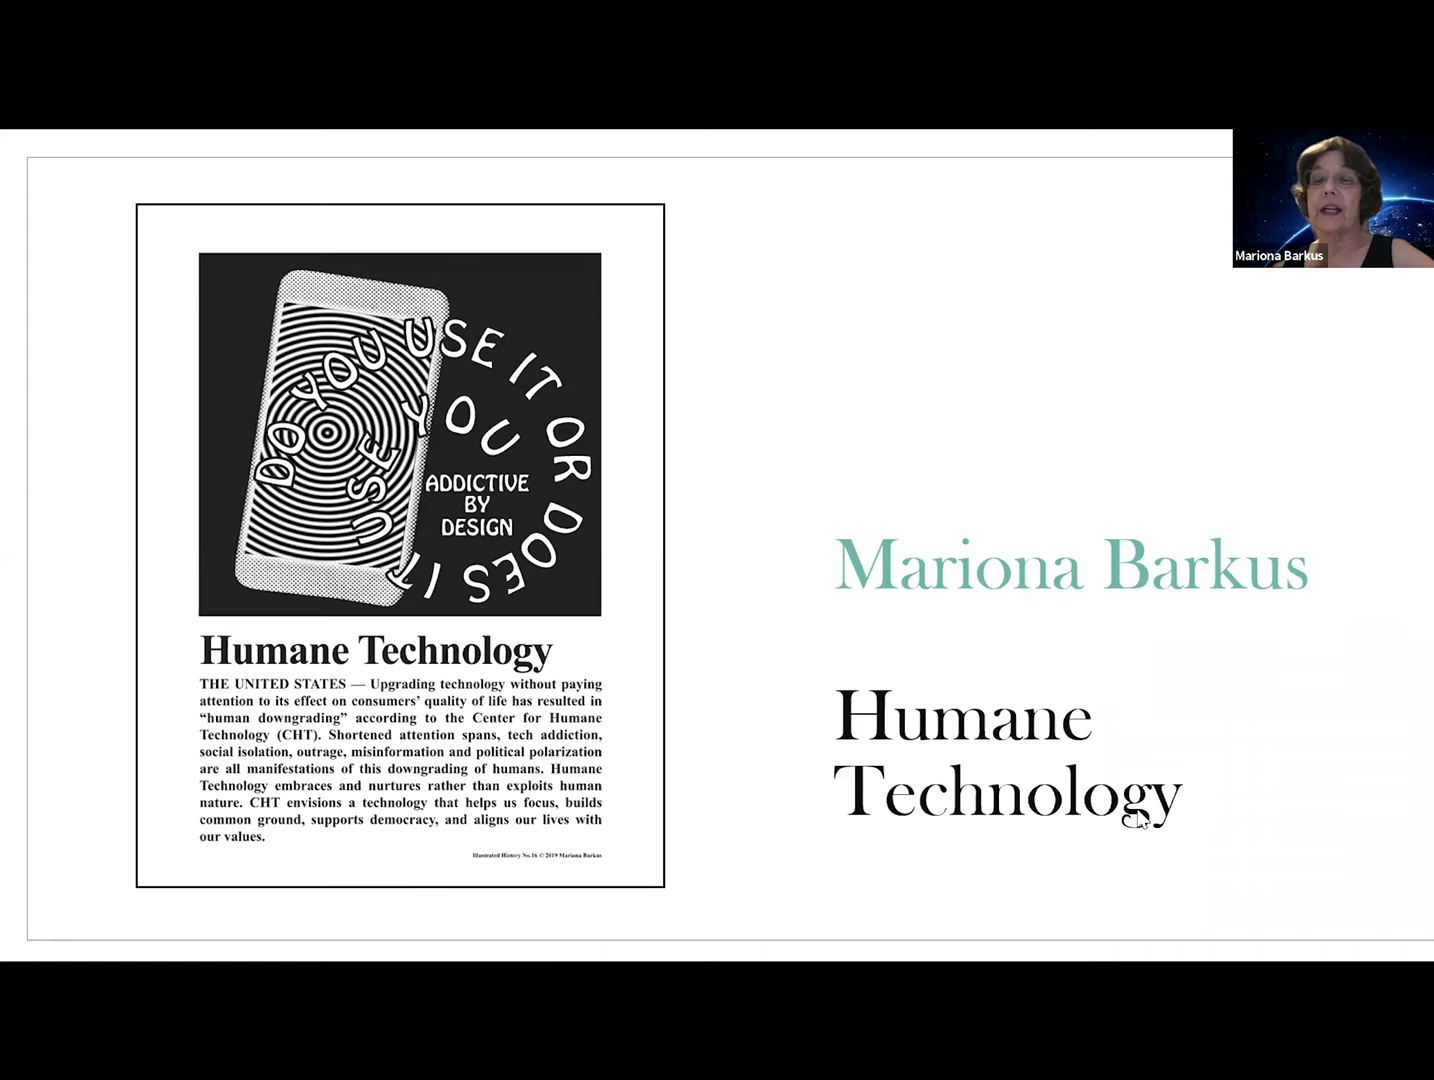 DO YOU USE IT OR DOES IT USE YOU
ADDICTIVE
BY
DESIGN
Humane Technology
THE UNITED STATES — Upgrading technology without paying
attention to its effect on consumers’ quality of life has resulted in
“human downgrading” according to the Center for Humane
Technology (CHT). Shortened attention spans, tech addiction,
social isolation, outrage, misinformation and political polarization
are all manifestations of this downgrading of humans. Humane
Technology embraces and nurtures rather than exploits human
nature. CHT envisions a technology that helps us focus, builds
common ground, supports democracy, and aligns our lives with
our values.
Illustrated History No.16 © 2019 Mariona Barkus
Mariona Barkus
Humane
Technology
Mariona Barkus